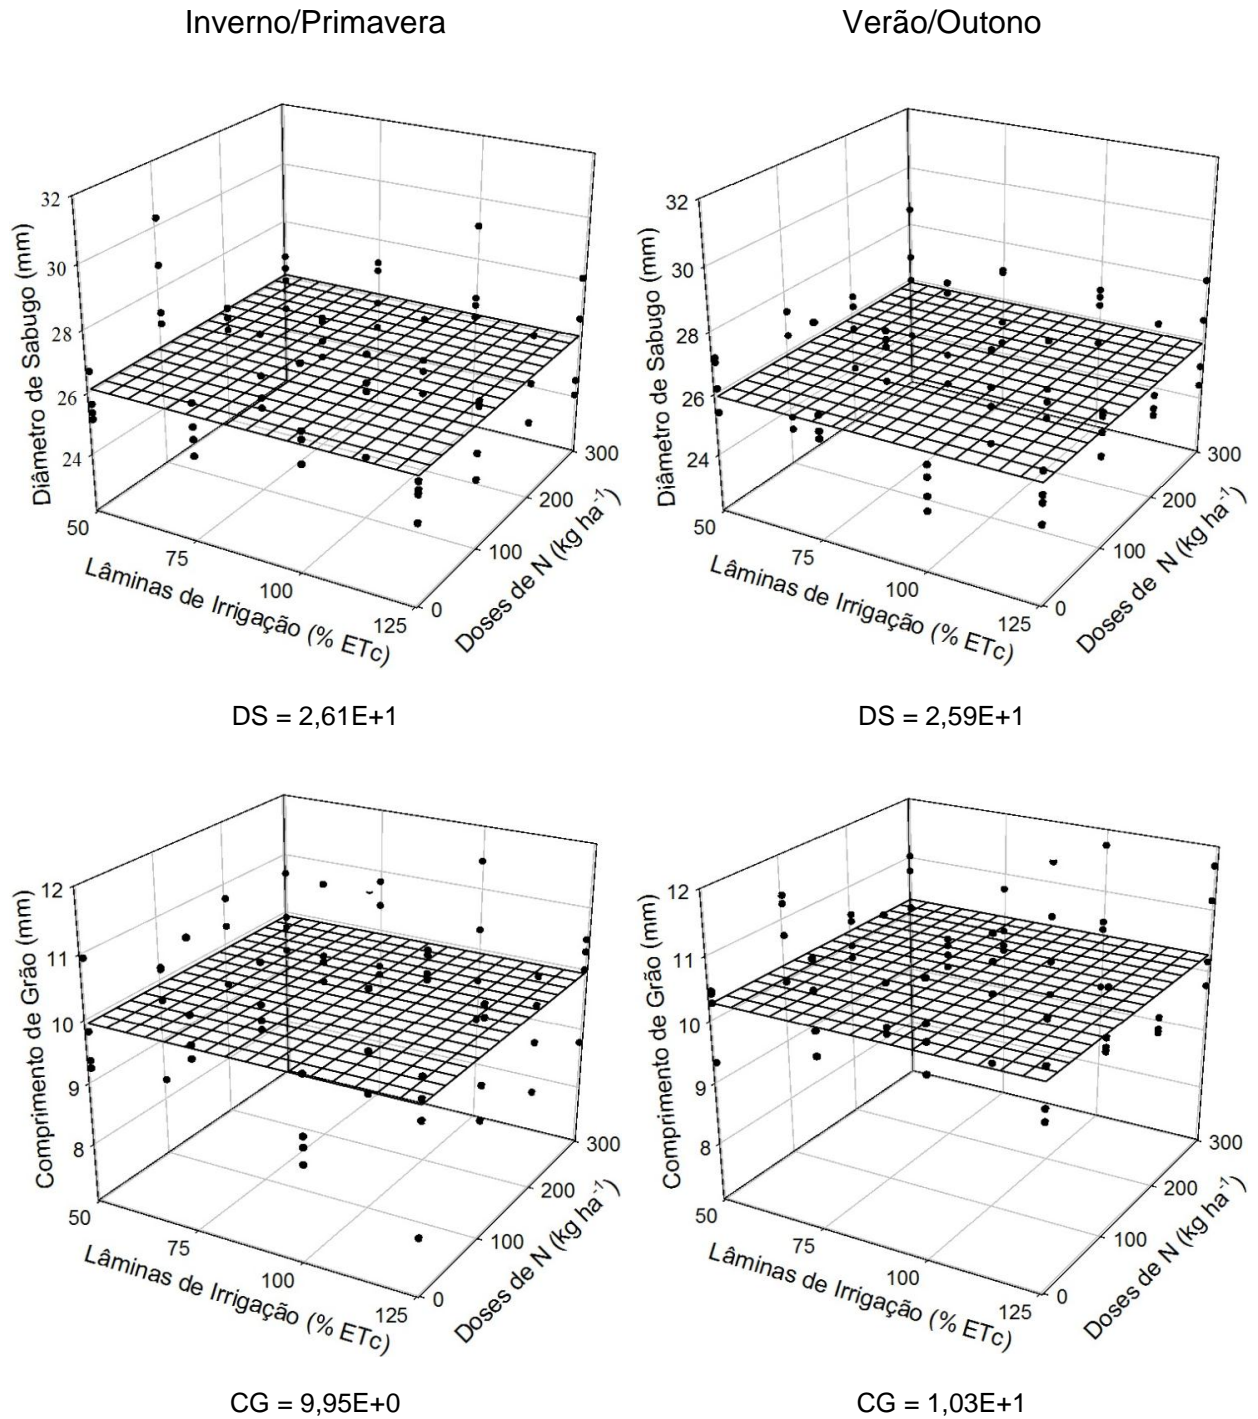 Inverno/Primavera
Verão/Outono
Diâmetro de Sabugo (mm)
32
30
28
26
24
50
75
100
125
Lâminas de Irrigação (% ETc)
0
100
200
300
Doses de N (kg ha⁻¹)
Diâmetro de Sabugo (mm)
32
30
28
26
24
50
75
100
125
Lâminas de Irrigação (% ETc)
0
100
200
300
Doses de N (kg ha⁻¹)
DS = 2,61E+1
DS = 2,59E+1
Comprimento de Grão (mm)
12
11
10
9
8
50
75
100
125
Lâminas de Irrigação (% ETc)
0
100
200
300
Doses de N (kg ha⁻¹)
Comprimento de Grão (mm)
12
11
10
9
8
50
75
100
125
Lâminas de Irrigação (% ETc)
0
100
200
300
Doses de N (kg ha⁻¹)
CG = 9,95E+0
CG = 1,03E+1